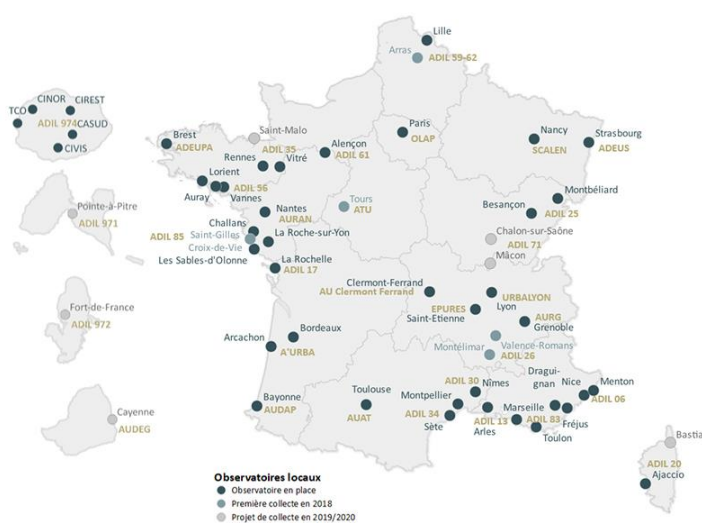 Lille
Arras
ADIL 59-62
CINOR
CIREST
TCO
ADIL 974
CASUD
CIVIS
Brest
ADEUPA
Saint-Malo
ADIL 35
Rennes
Vitré
Alençon
ADIL 61
Paris
OLAP
Nancy
SCALEN
Strasbourg
ADEUS
Lorient
ADIL 56
Auray
Vannes
Tours
ATU
Montbéliard
Besançon
ADIL 25
Pointe-à-Pitre
ADIL 971
Nantes
AURAN
Challans
ADIL 85
Saint-Gilles
Croix-de-Vie
La Roche-sur-Yon
Les Sables-d'Olonne
Chalon-sur-Saône
ADIL 71
Mâcon
La Rochelle
ADIL 17
Clermont-Ferrand
AU Clermont Ferrand
URBALYON
Lyon
EPURES
Saint-Etienne
AURG
Grenoble
Fort-de-France
ADIL 972
Bordeaux
Arcachon
A'URBA
Montélimar
Valence-Romans
ADIL 26
Cayenne
AUDEG
Bayonne
AUDAP
Toulouse
AUAT
Montpellier
ADIL 34
Sète
ADIL 30
Nîmes
ADIL 13
Arles
Marseille
Dragui-
gnan
ADIL 83
Toulon
Fréjus
Nice
Menton
ADIL 06
Bastia
ADIL 20
Ajaccio
Observatoires locaux
Observatoire en place
Première collecte en 2018
Projet de collecte en 2019/2020